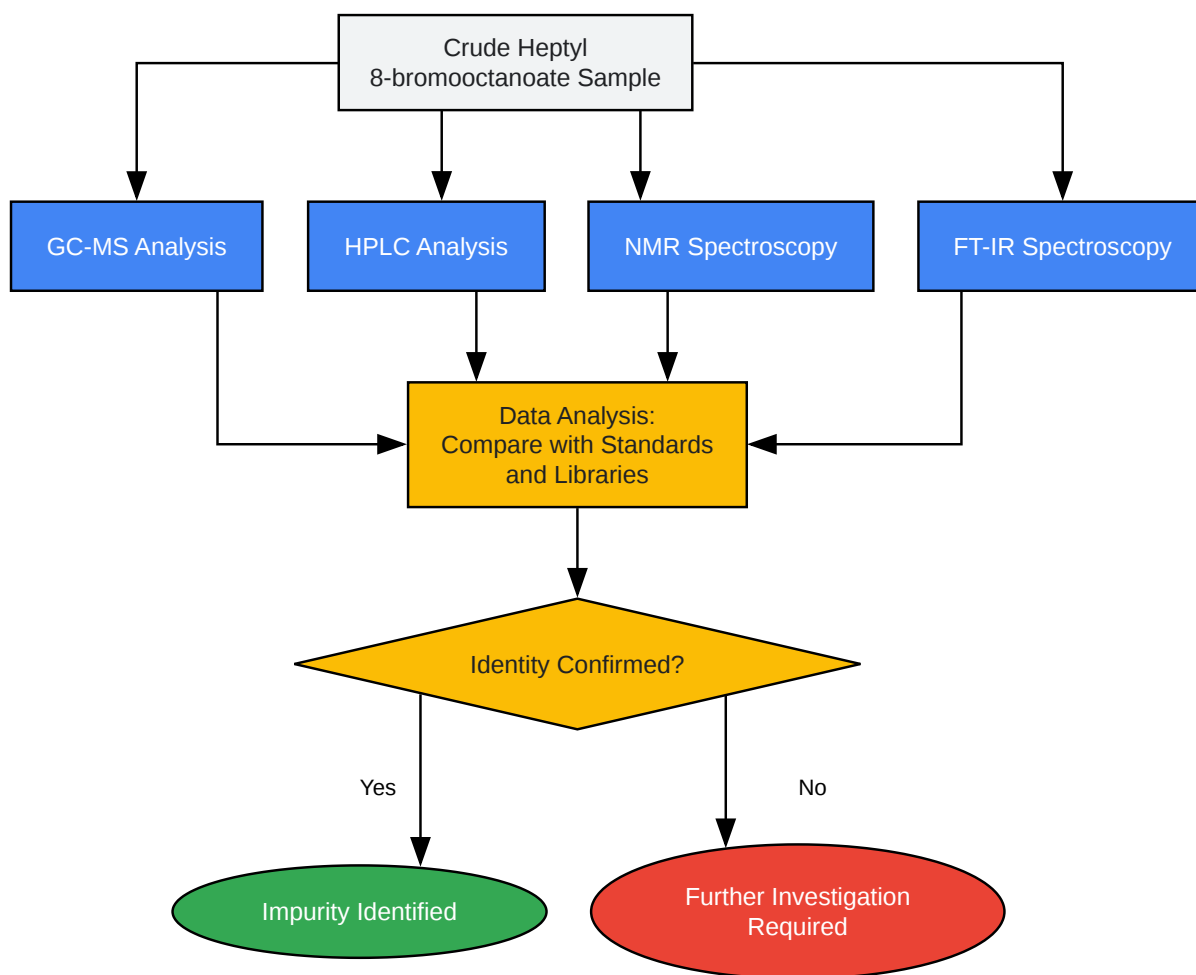 Crude Heptyl
8-bromooctanoate Sample
GC-MS Analysis
HPLC Analysis
NMR Spectroscopy
FT-IR Spectroscopy
Data Analysis:
Compare with Standards
and Libraries
Identity Confirmed?
Yes
No
Impurity Identified
Further Investigation
Required